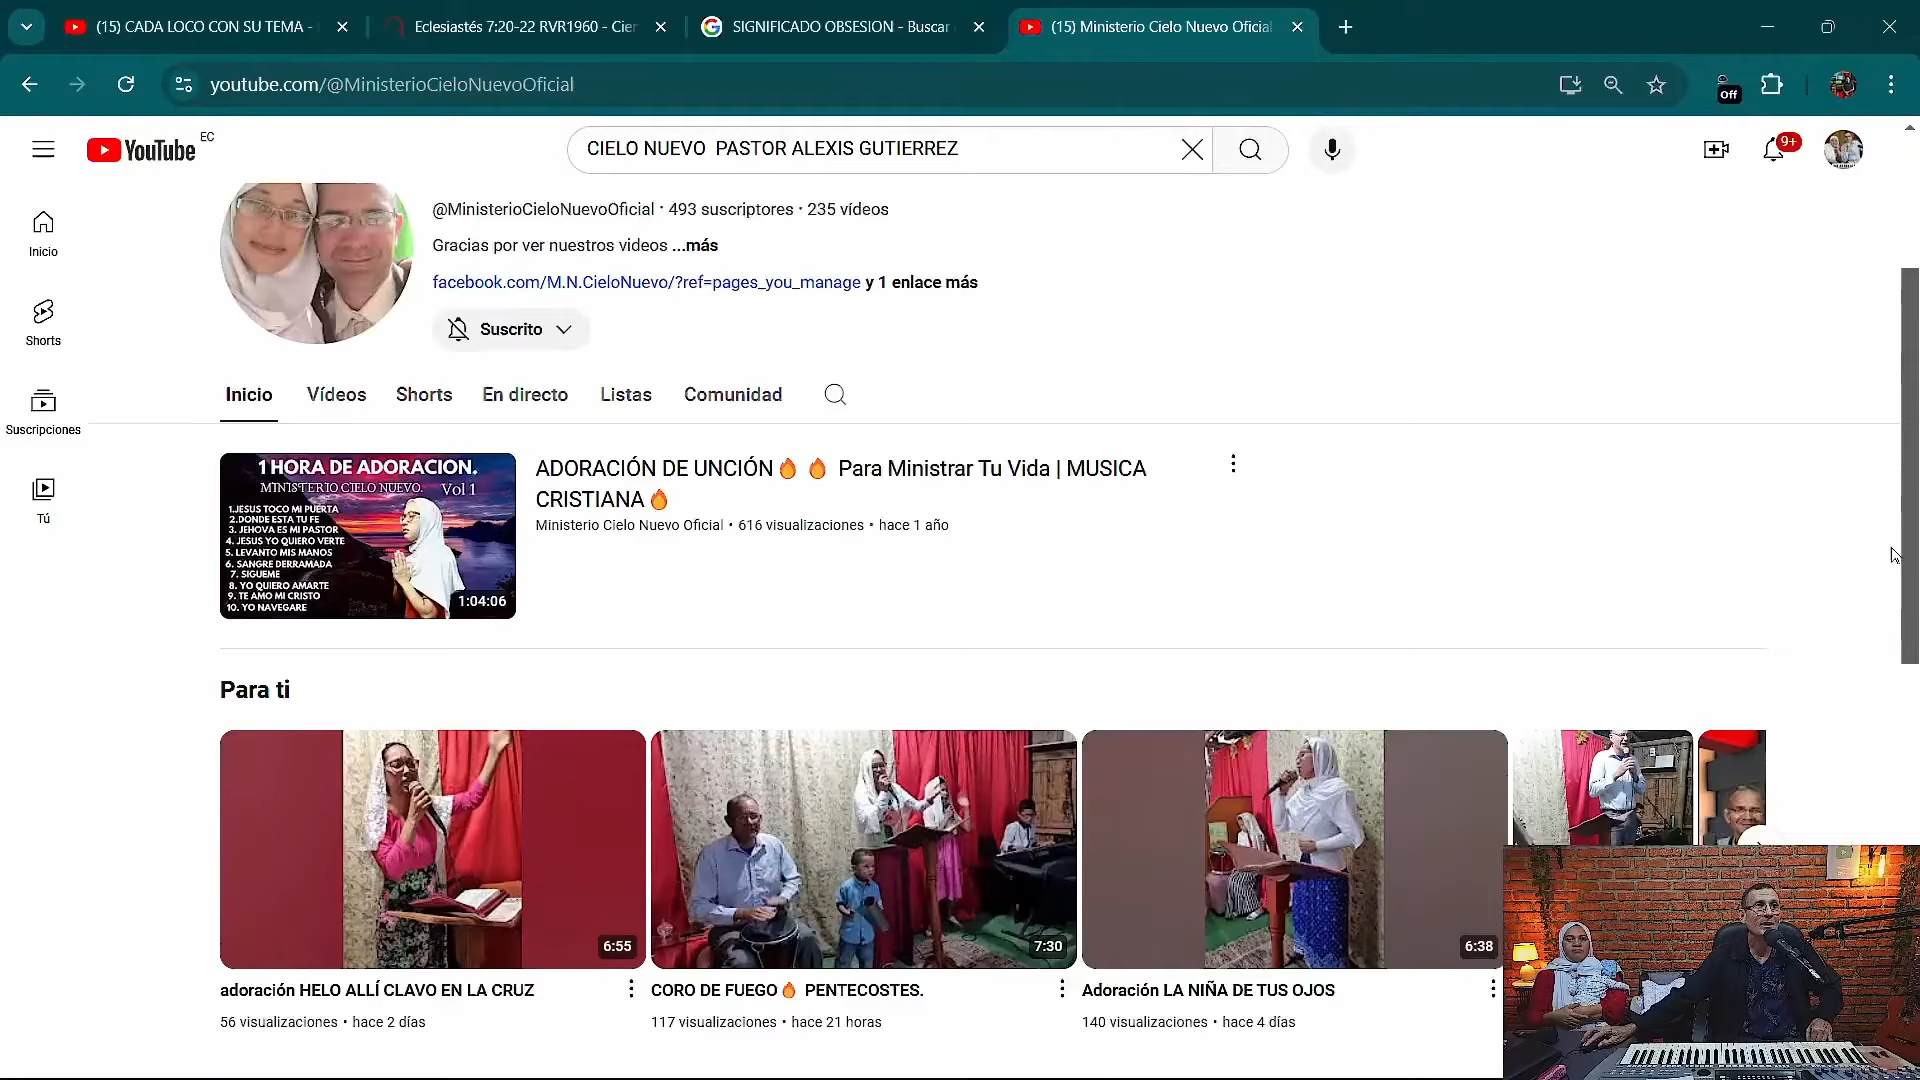 (15) CADA LOCO CON SU TEMA -
Eclesiastés 7:20-22 RVR1960 - Cier
SIGNIFICADO OBSESION - Buscar
(15) Ministerio Cielo Nuevo Oficial
youtube.com/@MinisterioCieloNuevoOficial
Off
YouTube EC
CIELO NUEVO PASTOR ALEXIS GUTIERREZ
9+
@MinisterioCieloNuevoOficial · 493 suscriptores · 235 vídeos
Gracias por ver nuestros videos ...más
facebook.com/M.N.CieloNuevo/?ref=pages_you_manage y 1 enlace más
Suscrito
Inicio
Shorts
Suscripciones
Tú
Inicio Vídeos Shorts En directo Listas Comunidad
1 HORA DE ADORACION.
MINISTERIO CIELO NUEVO. Vol 1
1.JESUS TOCO MI PUERTA
2.DONDE ESTA TU FE
3. JEHOVA ES MI PASTOR
4. JESUS YO QUIERO VERTE
5. LEVANTO MIS MANOS
6. SANGRE DERRAMADA
7. SIGUEME
8. YO QUIERO AMARTE
9. TE AMO MI CRISTO
10. YO NAVEGARE
1:04:06
ADORACIÓN DE UNCIÓN🔥 🔥 Para Ministrar Tu Vida | MUSICA
CRISTIANA🔥
Ministerio Cielo Nuevo Oficial • 616 visualizaciones • hace 1 año
Para ti
6:55
7:30
6:38
adoración HELO ALLÍ CLAVO EN LA CRUZ
56 visualizaciones • hace 2 días
CORO DE FUEGO🔥 PENTECOSTES.
117 visualizaciones • hace 21 horas
Adoración LA NIÑA DE TUS OJOS
140 visualizaciones • hace 4 días